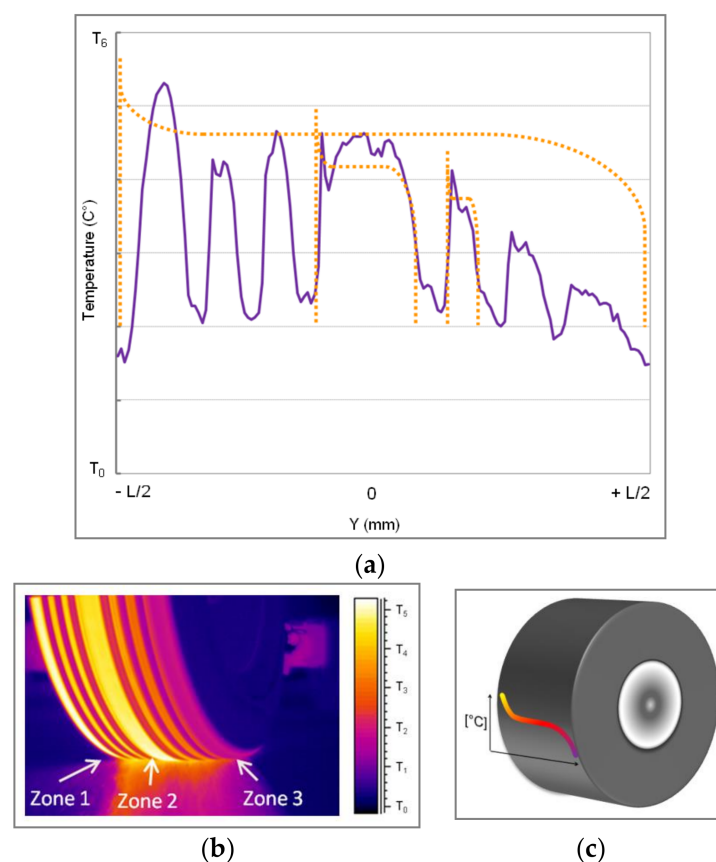 T6
Temperature (C°)
T0
- L/2
0
+ L/2
Y (mm)
(a)
T5
T4
T3
T2
T1
T0
Zone 1
Zone 2
Zone 3
(b)
[°C]
(c)